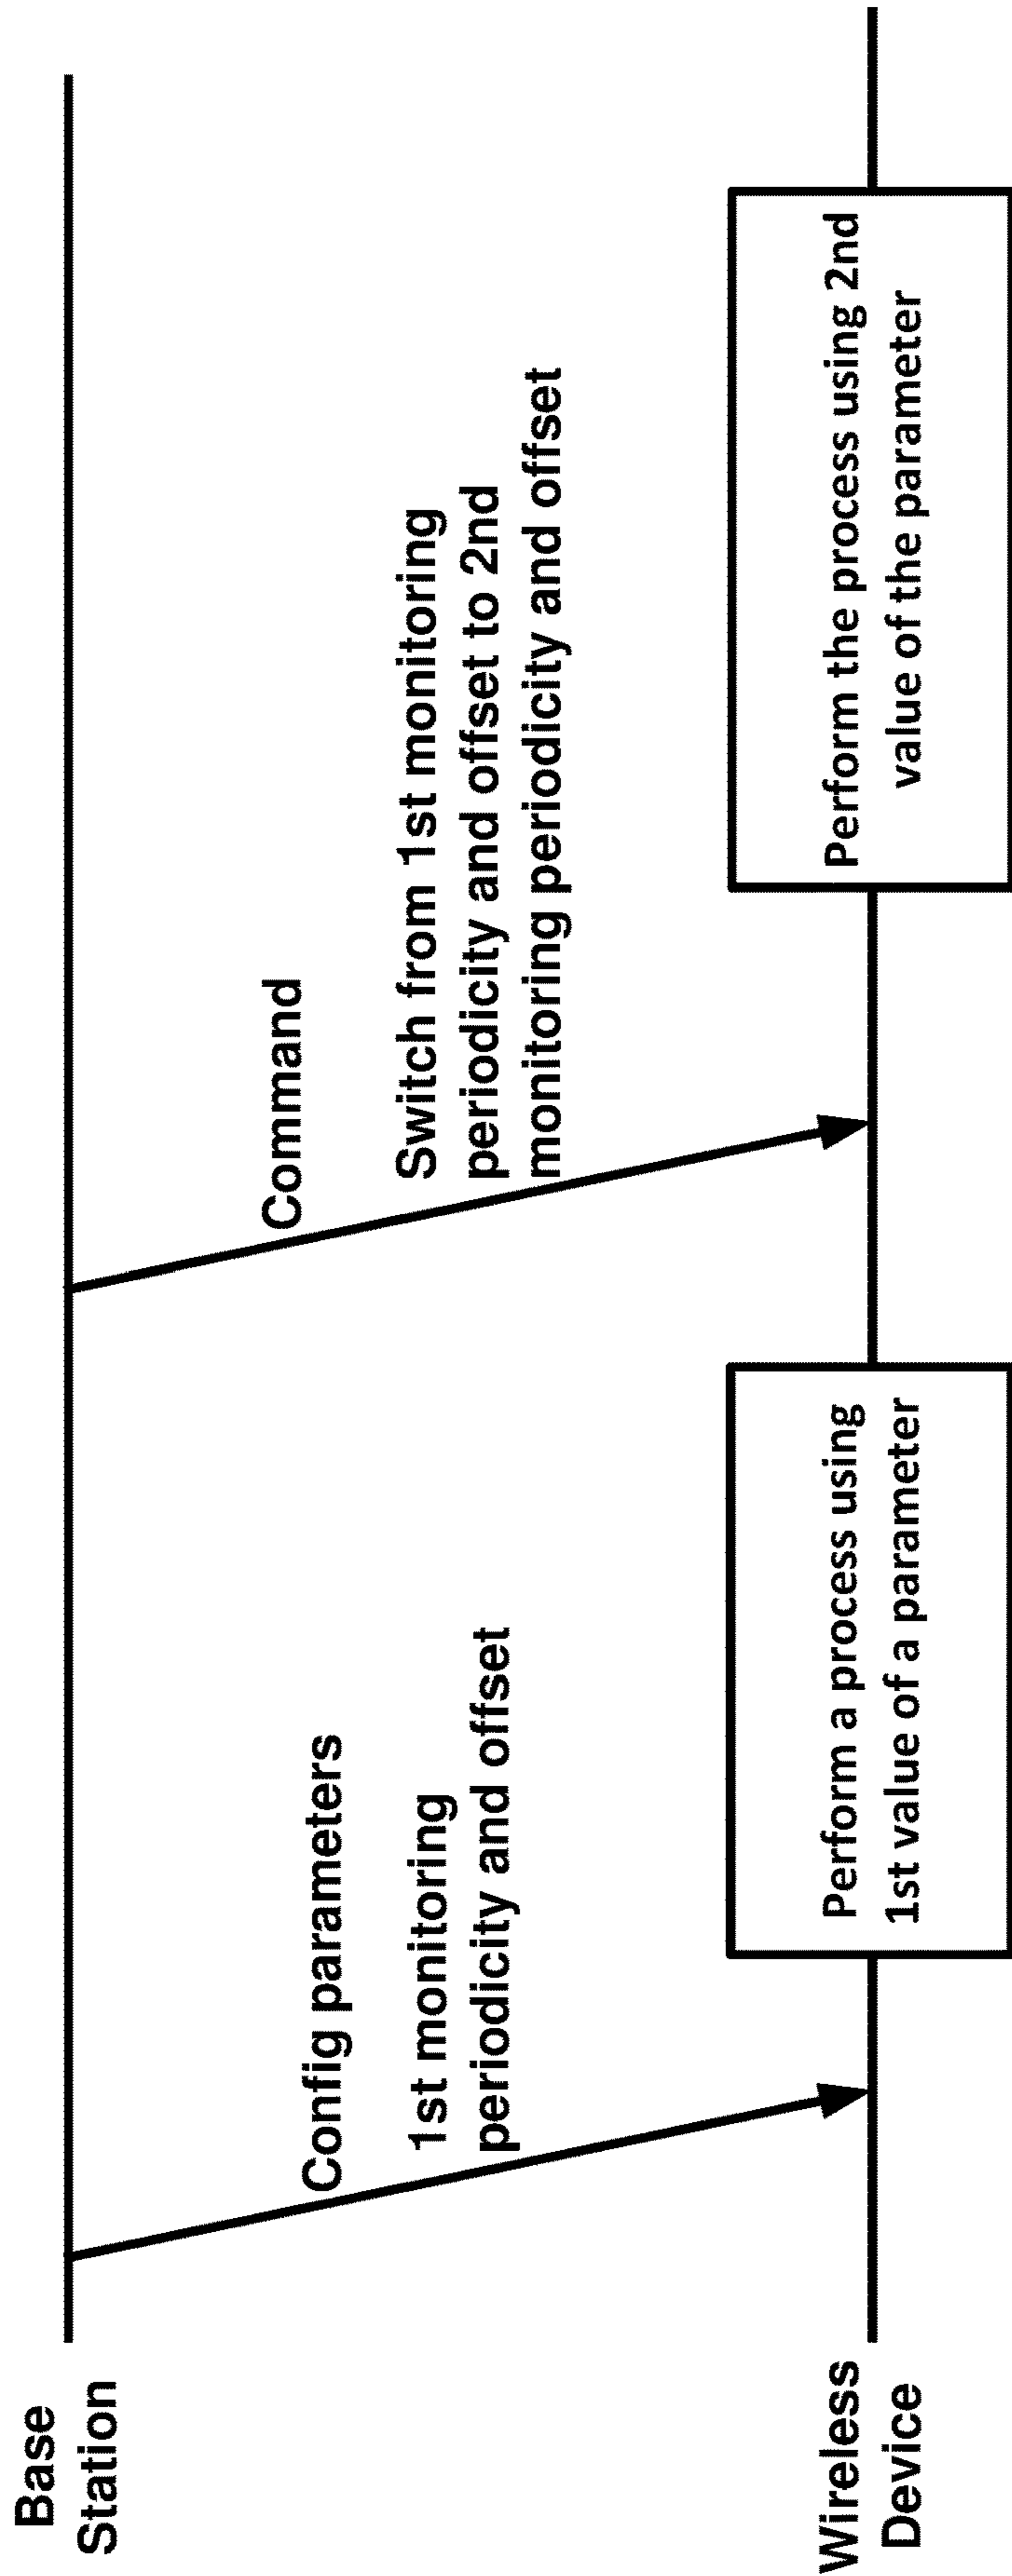 Base
Station
Config parameters
1st monitoring
periodicity and offset
Command
Switch from 1st monitoring
periodicity and offset to 2nd
monitoring periodicity and offset
Wireless
Device
Perform a process using
1st value of a parameter
Perform the process using 2nd
value of the parameter